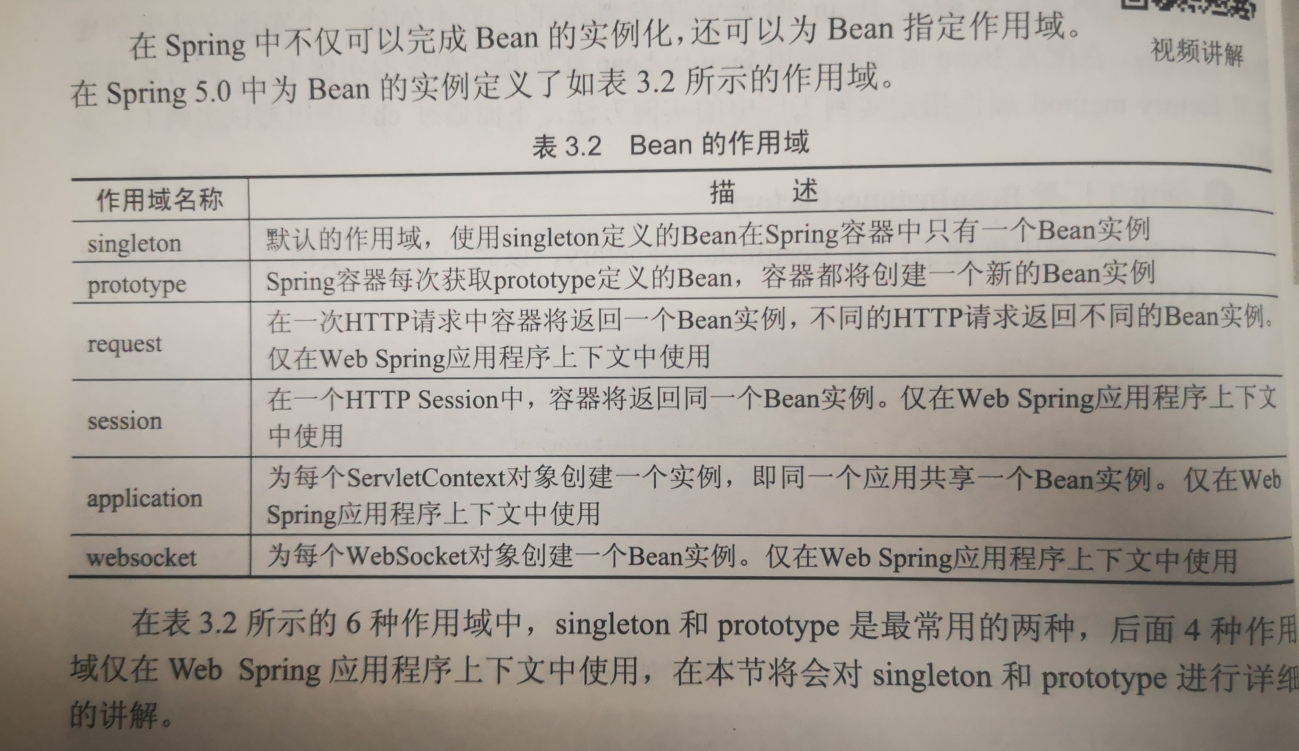 在 Spring 中不仅可以完成 Bean 的实例化，还可以为 Bean 指定作用域。
视频讲解
在 Spring 5.0 中为 Bean 的实例定义了如表 3.2 所示的作用域。
表 3.2 Bean 的作用域
作用域名称 描 述
singleton 默认的作用域，使用singleton定义的Bean在Spring容器中只有一个Bean实例
prototype Spring容器每次获取prototype定义的Bean，容器都将创建一个新的Bean实例
request 在一次HTTP请求中容器将返回一个Bean实例，不同的HTTP请求返回不同的Bean实例。
仅在Web Spring应用程序上下文中使用
session 在一个HTTP Session中，容器将返回同一个Bean实例。仅在Web Spring应用程序上下文
中使用
application 为每个ServletContext对象创建一个实例，即同一个应用共享一个Bean实例。仅在Web
Spring应用程序上下文中使用
websocket 为每个WebSocket对象创建一个Bean实例。仅在Web Spring应用程序上下文中使用
在表 3.2 所示的 6 种作用域中，singleton 和 prototype 是最常用的两种，后面 4 种作用
域仅在 Web Spring 应用程序上下文中使用，在本节将会对 singleton 和 prototype 进行详细
的讲解。